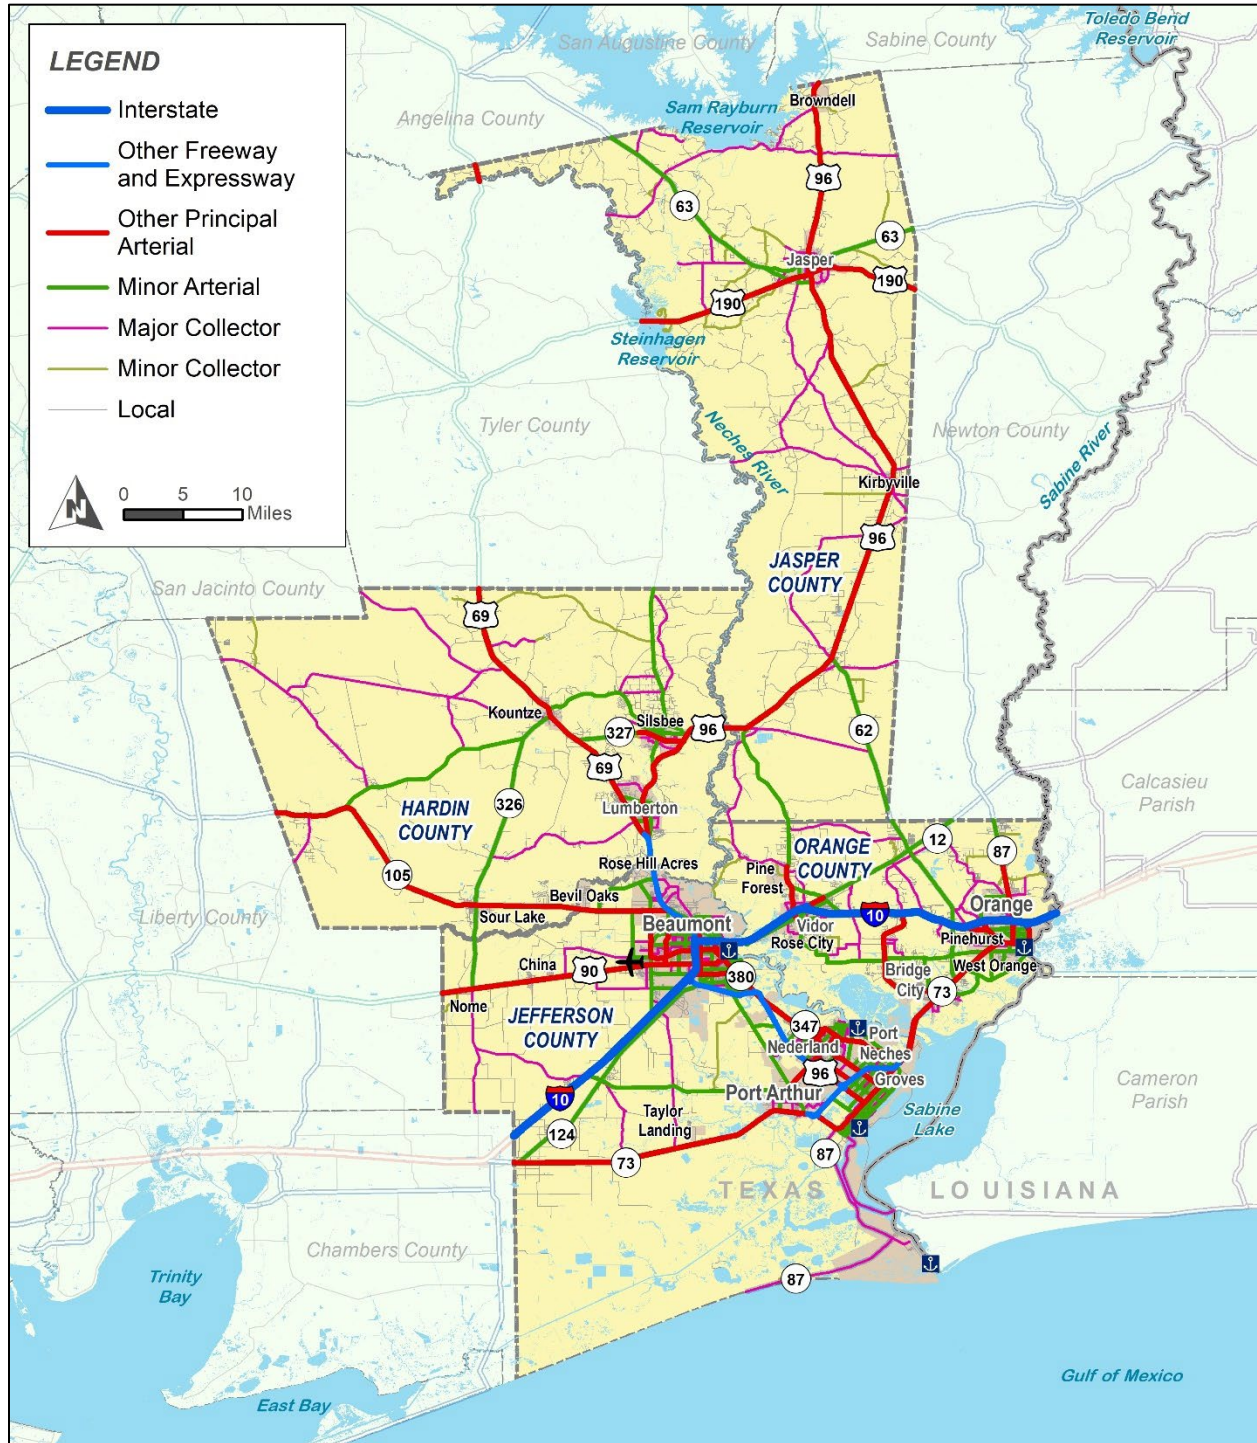 LEGEND
Interstate
Other Freeway
and Expressway
Other Principal
Arterial
Minor Arterial
Major Collector
Minor Collector
Local
N
0 5 10
Miles
Toledo Bend
Reservoir
San Augustine County
Sabine County
Angelina County
Sam Rayburn
Reservoir
Browndell
96
63
63
Jasper
190
190
Steinhagen
Reservoir
Tyler County
Newton County
Neches River
Sabine River
Kirbyville
96
JASPER
COUNTY
San Jacinto County
69
Kountze
327
Silsbee
96
62
69
Calcasieu
Parish
326
HARDIN
COUNTY
Lumberton
12
87
Rose Hill Acres
ORANGE
COUNTY
Pine
Forest
105
Bevil Oaks
Sour Lake
Liberty County
Beaumont
10
Orange
Vidor
Rose City
Pinehurst
West Orange
China
90
380
Bridge
City
73
Nome
JEFFERSON
COUNTY
347
Port
Neches
Nederland
96
Groves
Port Arthur
Cameron
Parish
10
124
Taylor
Landing
Sabine
Lake
73
87
TEXAS
LOUISIANA
Chambers County
Trinity
Bay
87
East Bay
Gulf of Mexico